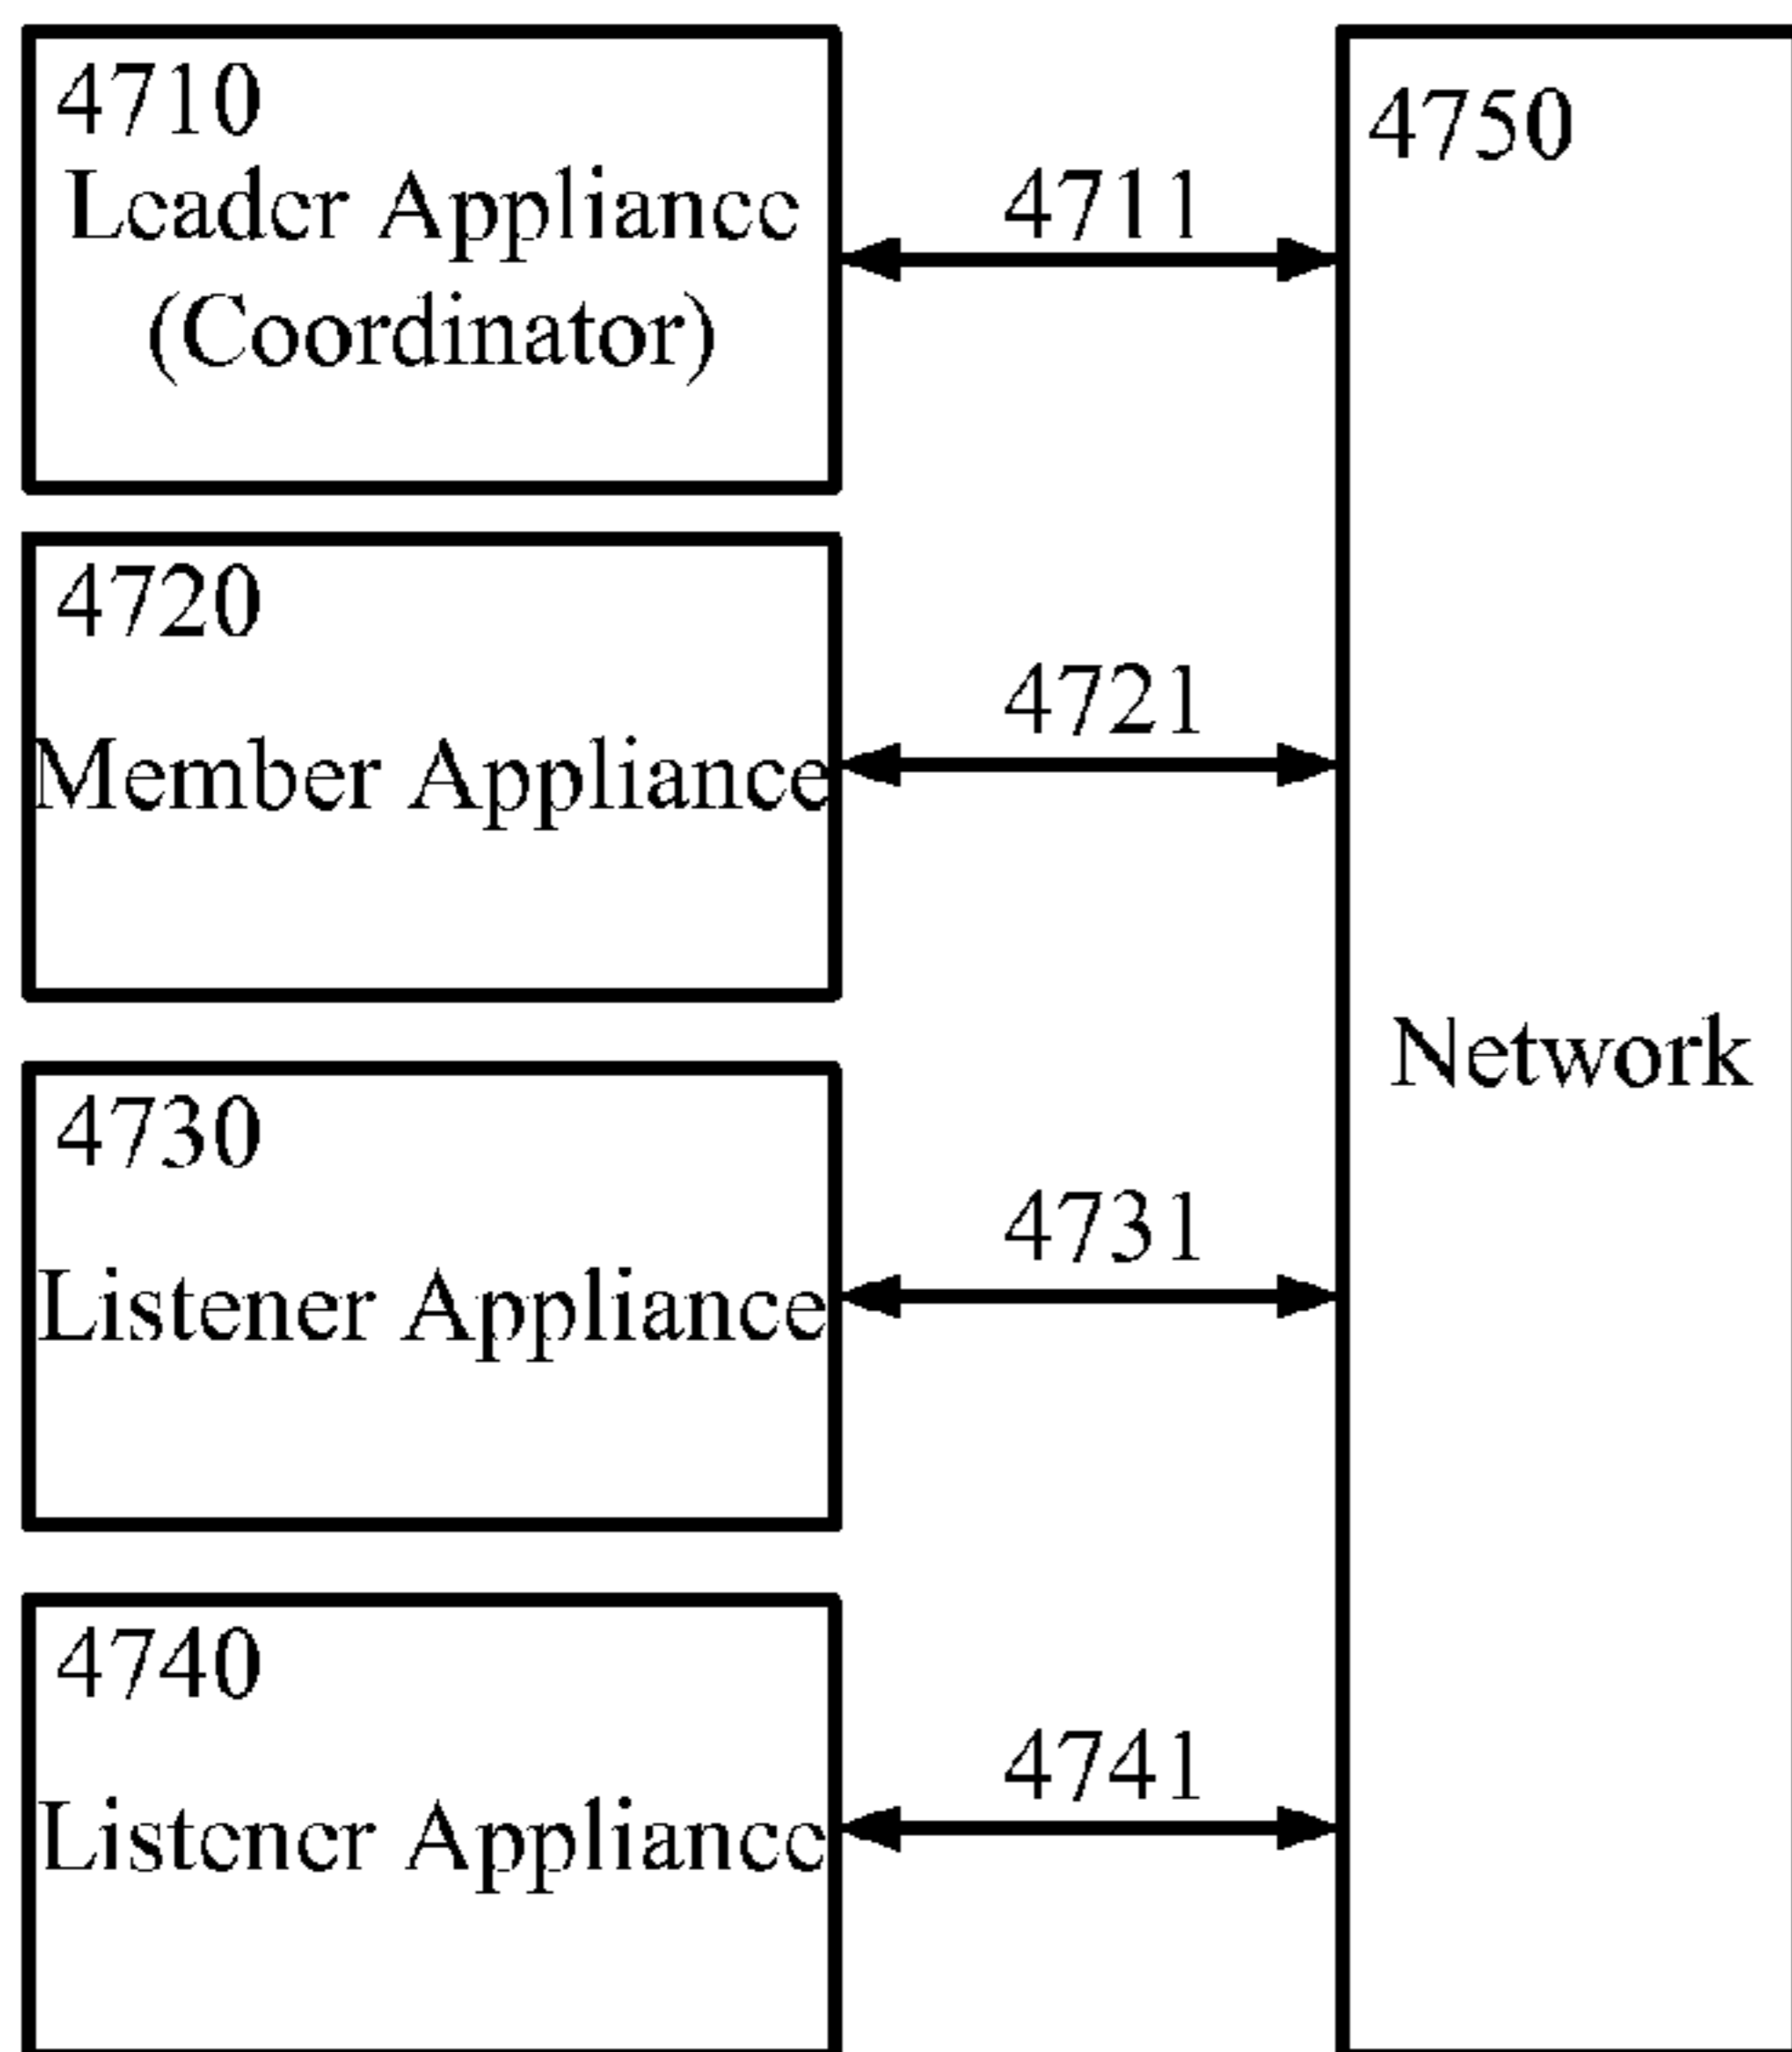 4710
Leader Appliance
(Coordinator)
4711
4720
Member Appliance
4721
4730
Listener Appliance
4731
4740
Listener Appliance
4741
4750
Network